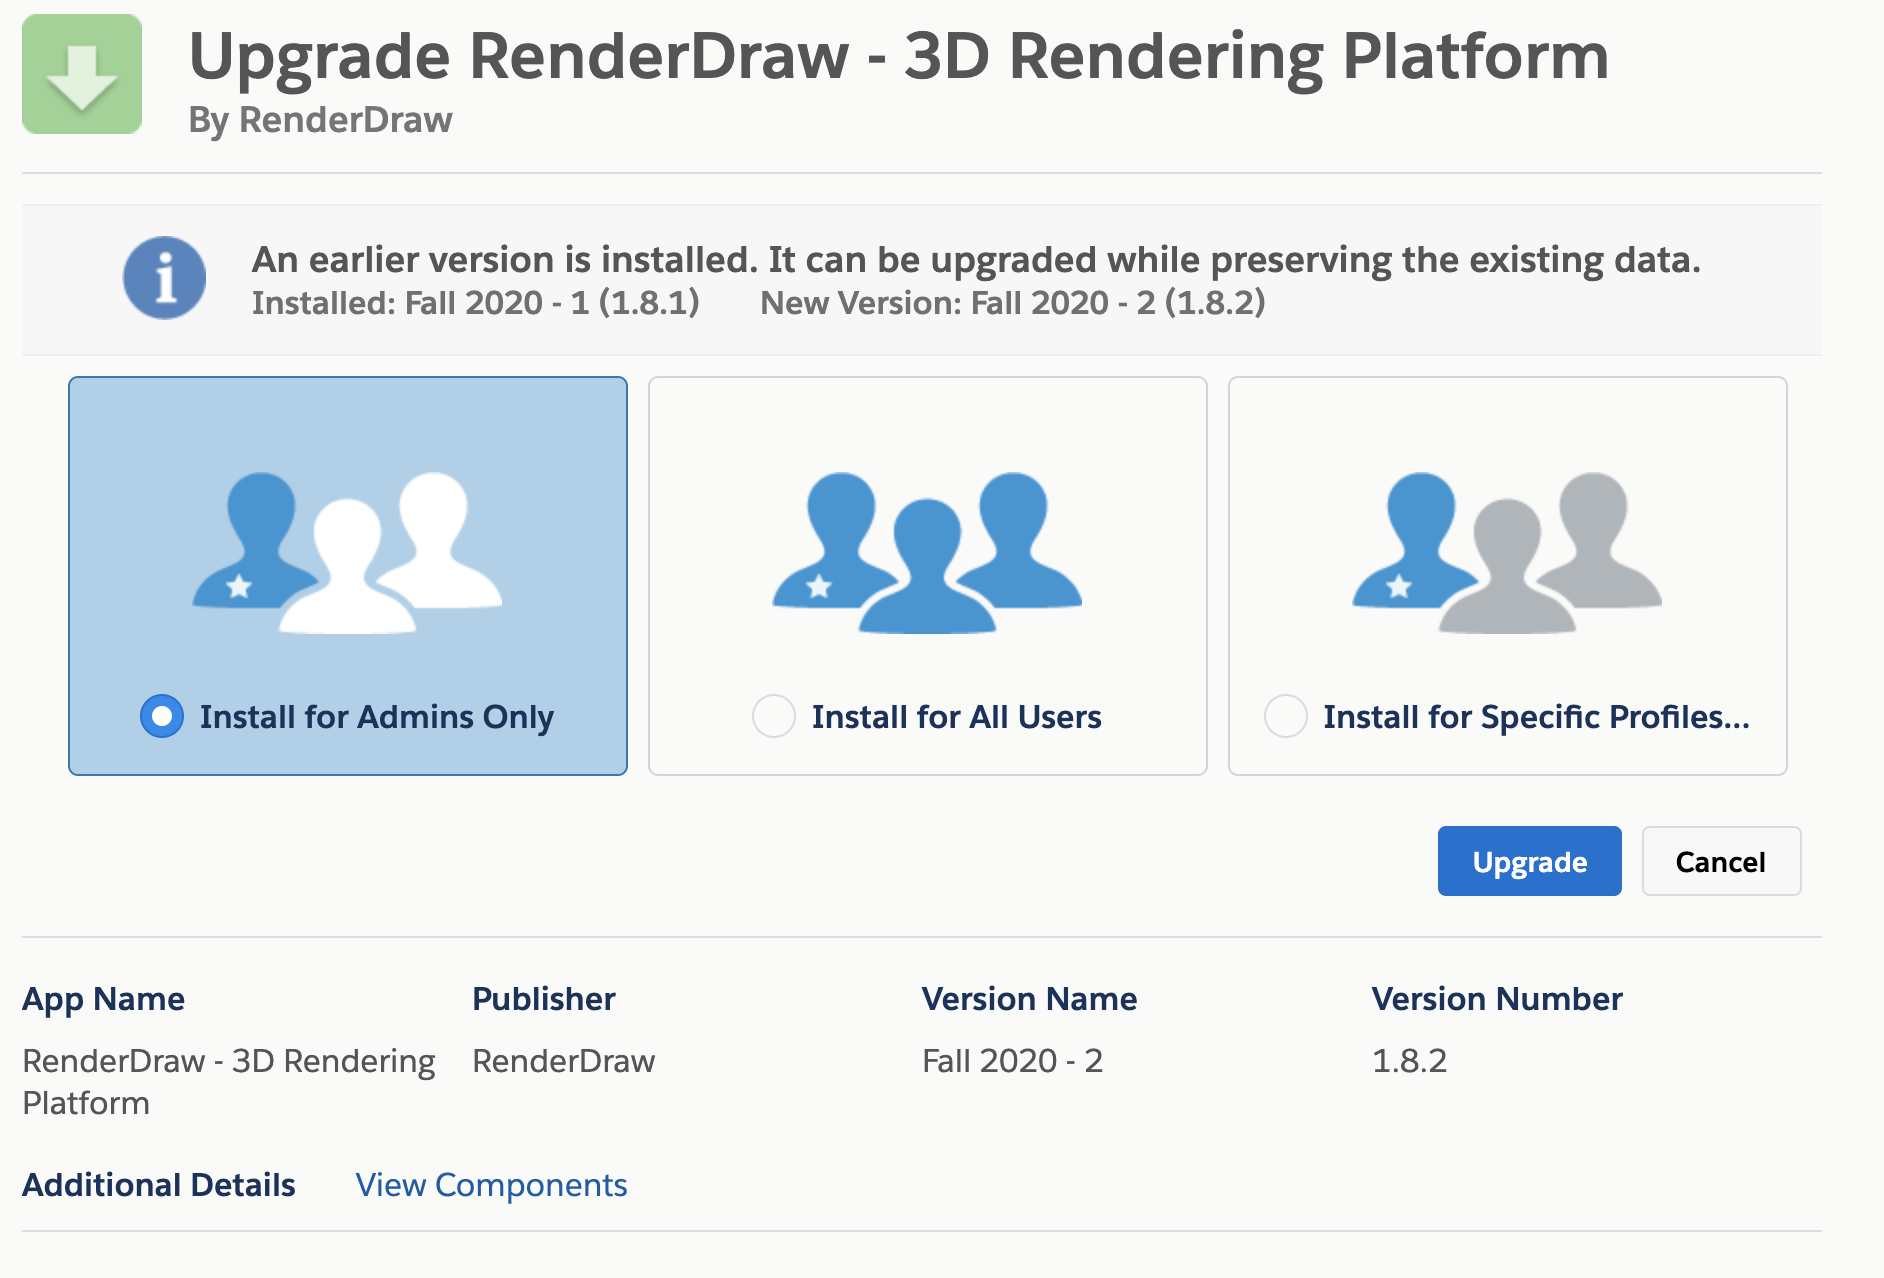 Upgrade RenderDraw - 3D Rendering Platform
By RenderDraw
An earlier version is installed. It can be upgraded while preserving the existing data.
Installed: Fall 2020 - 1 (1.8.1) New Version: Fall 2020 - 2 (1.8.2)
Install for Admins Only
Install for All Users
Install for Specific Profiles...
Upgrade
Cancel
App Name
Publisher
Version Name
Version Number
RenderDraw - 3D Rendering
Platform
RenderDraw
Fall 2020 - 2
1.8.2
Additional Details
View Components